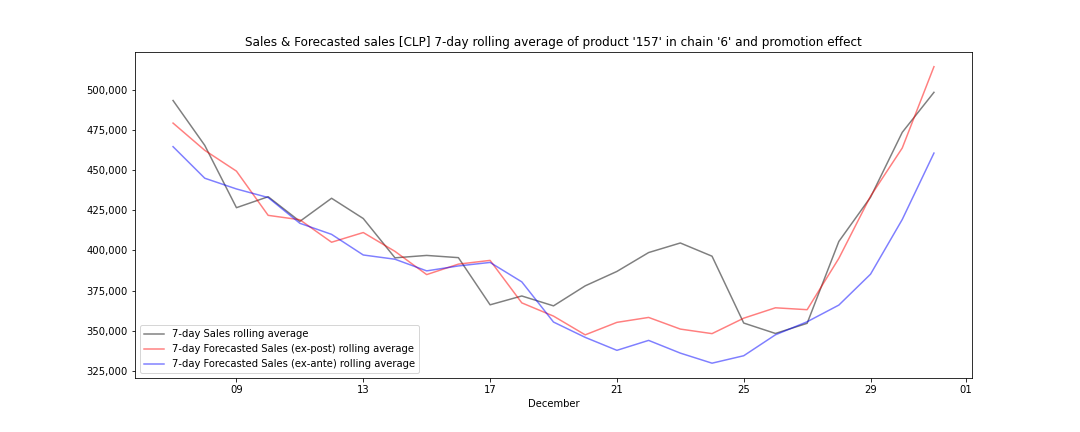 Sales & Forecasted sales [CLP] 7-day rolling average of product '157' in chain '6' and promotion effect
500,000
475,000
450,000
425,000
400,000
375,000
350,000
325,000
7-day Sales rolling average
7-day Forecasted Sales (ex-post) rolling average
7-day Forecasted Sales (ex-ante) rolling average
09 13 17 21 25 29 01
December